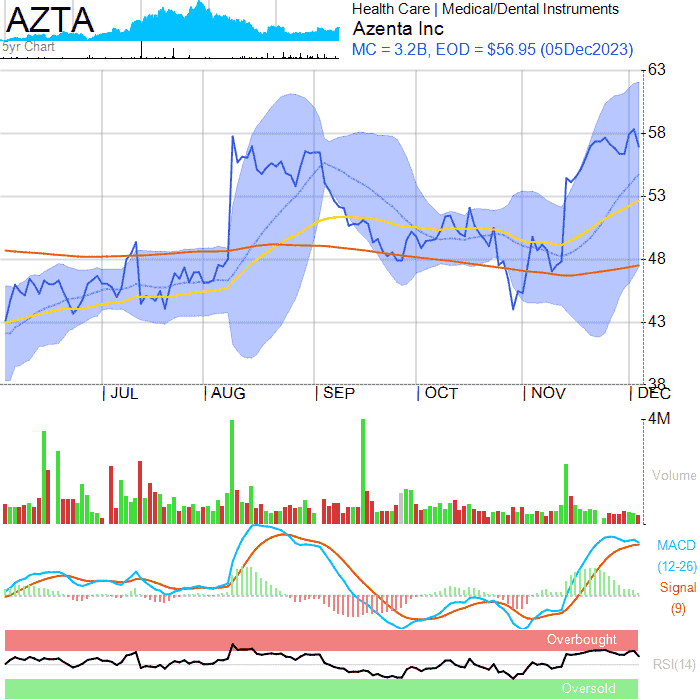 AZTA
5yr Chart
Health Care | Medical/Dental Instruments
Azenta Inc
MC = 3.2B, EOD = $56.95 (05Dec2023)
63
58
53
48
43
38
| JUL | AUG | SEP | OCT | NOV | DEC
4M
Volume
MACD
(12-26)
Signal
(9)
Overbought
RSI(14)
Oversold